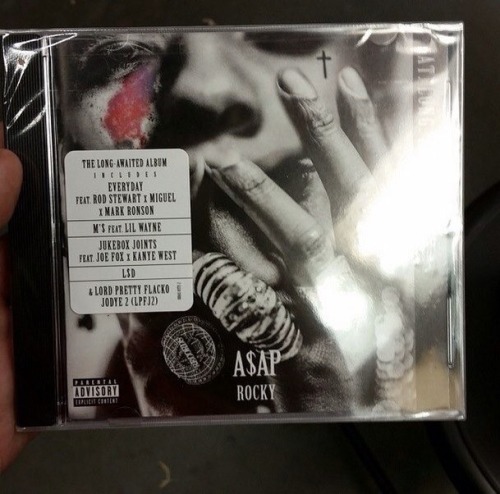 THE LONG-AWAITED ALBUM
INCLUDES
EVERYDAY
FEAT. ROD STEWART x MIGUEL
x MARK RONSON
M'S FEAT. LIL WAYNE
JUKEBOX JOINTS
FEAT. JOE FOX x KANYE WEST
L$D
& LORD PRETTY FLACKO
JODYE 2 (LPFJ2)
A$AP
ROCKY
PARENTAL
ADVISORY
EXPLICIT CONTENT